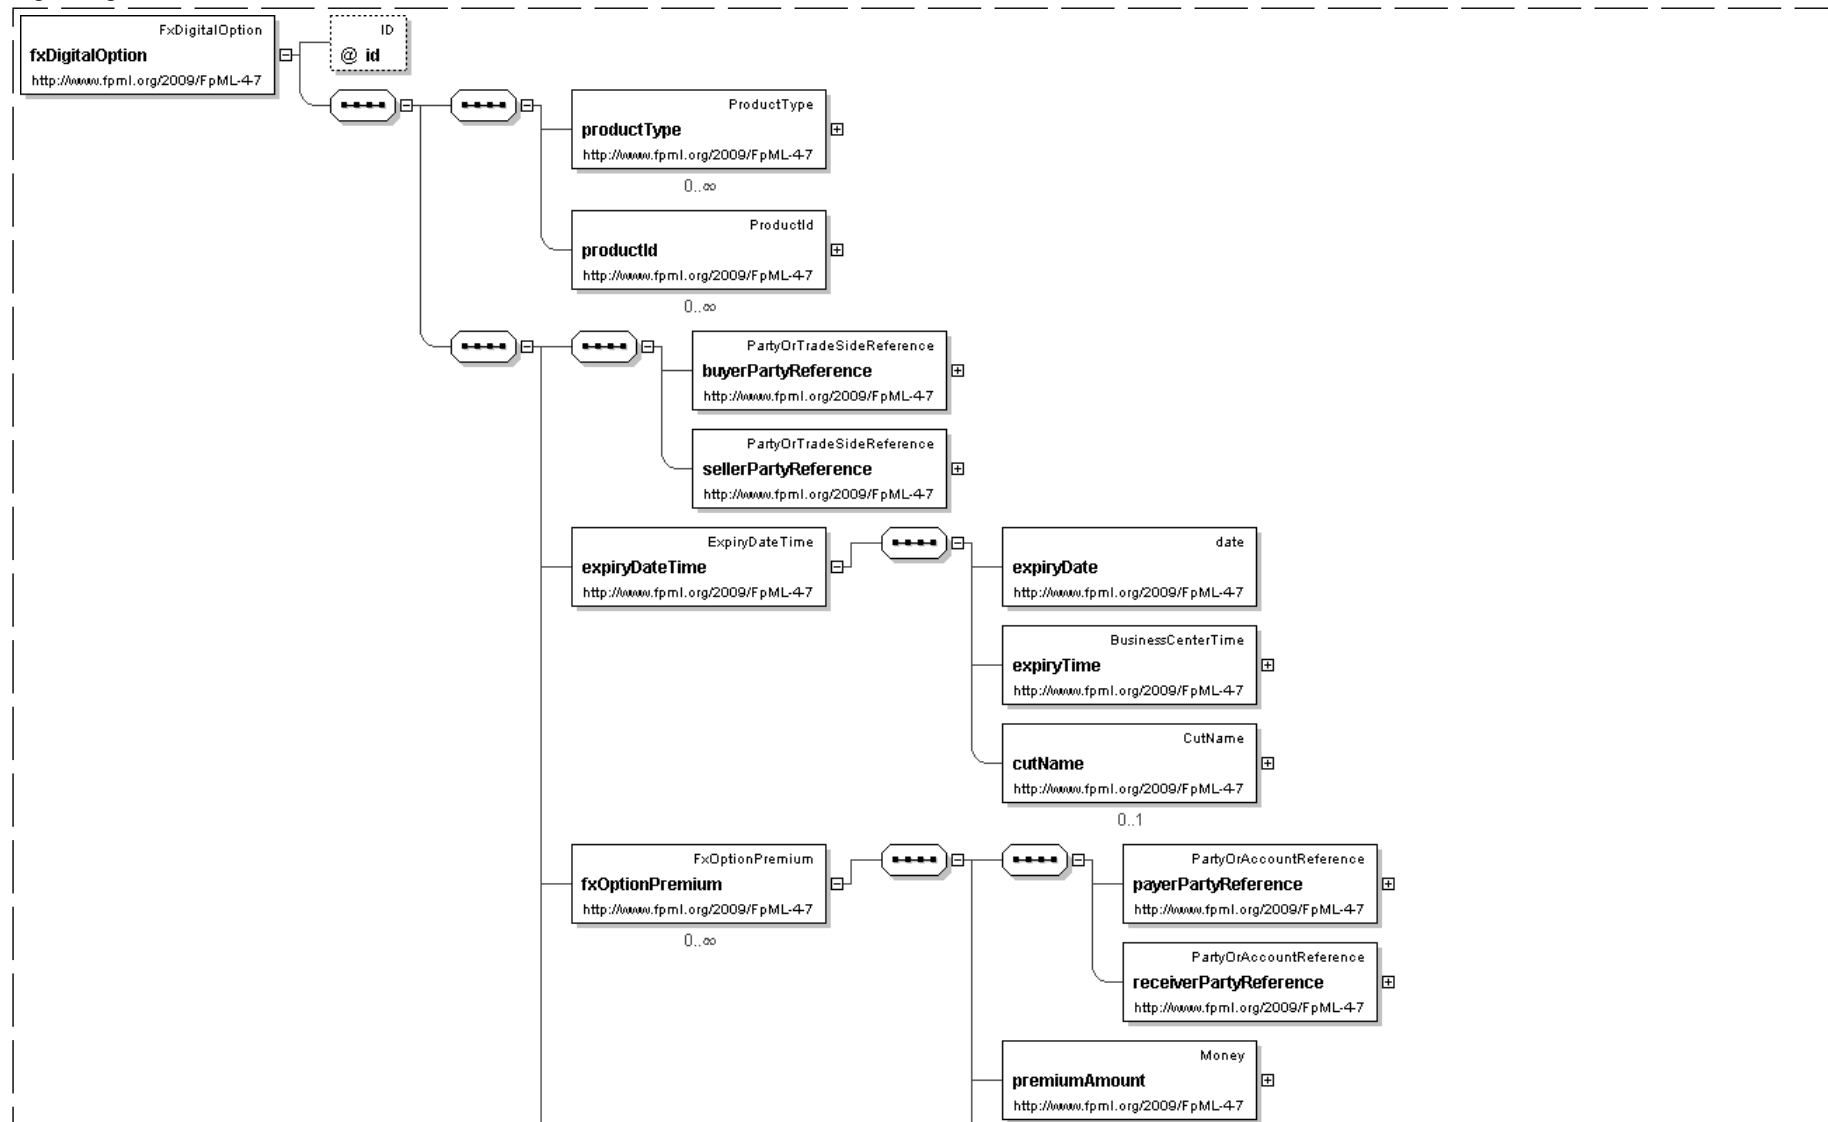 FxDigitalOption
fxDigitalOption
http://www.fpml.org/2009/FpML-4-7
ID
@ id
ProductType
productType
http://www.fpml.org/2009/FpML-4-7
0..∞
ProductId
productId
http://www.fpml.org/2009/FpML-4-7
0..∞
PartyOrTradeSideReference
buyerPartyReference
http://www.fpml.org/2009/FpML-4-7
PartyOrTradeSideReference
sellerPartyReference
http://www.fpml.org/2009/FpML-4-7
ExpiryDateTime
expiryDateTime
http://www.fpml.org/2009/FpML-4-7
date
expiryDate
http://www.fpml.org/2009/FpML-4-7
BusinessCenterTime
expiryTime
http://www.fpml.org/2009/FpML-4-7
CutName
cutName
http://www.fpml.org/2009/FpML-4-7
0..1
FxOptionPremium
fxOptionPremium
http://www.fpml.org/2009/FpML-4-7
0..∞
PartyOrAccountReference
payerPartyReference
http://www.fpml.org/2009/FpML-4-7
PartyOrAccountReference
receiverPartyReference
http://www.fpml.org/2009/FpML-4-7
Money
premiumAmount
http://www.fpml.org/2009/FpML-4-7